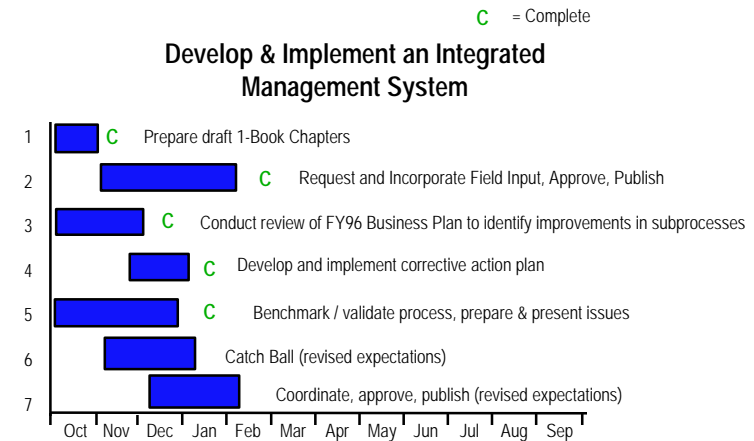 C = Complete
Develop & Implement an Integrated
Management System
1 C Prepare draft 1-Book Chapters
2 C Request and Incorporate Field Input, Approve, Publish
3 C Conduct review of FY96 Business Plan to identify improvements in subprocesses
4 C Develop and implement corrective action plan
5 C Benchmark / validate process, prepare & present issues
6 Catch Ball (revised expectations)
7 Coordinate, approve, publish (revised expectations)
Oct Nov Dec Jan Feb Mar Apr May Jun Jul Aug Sep